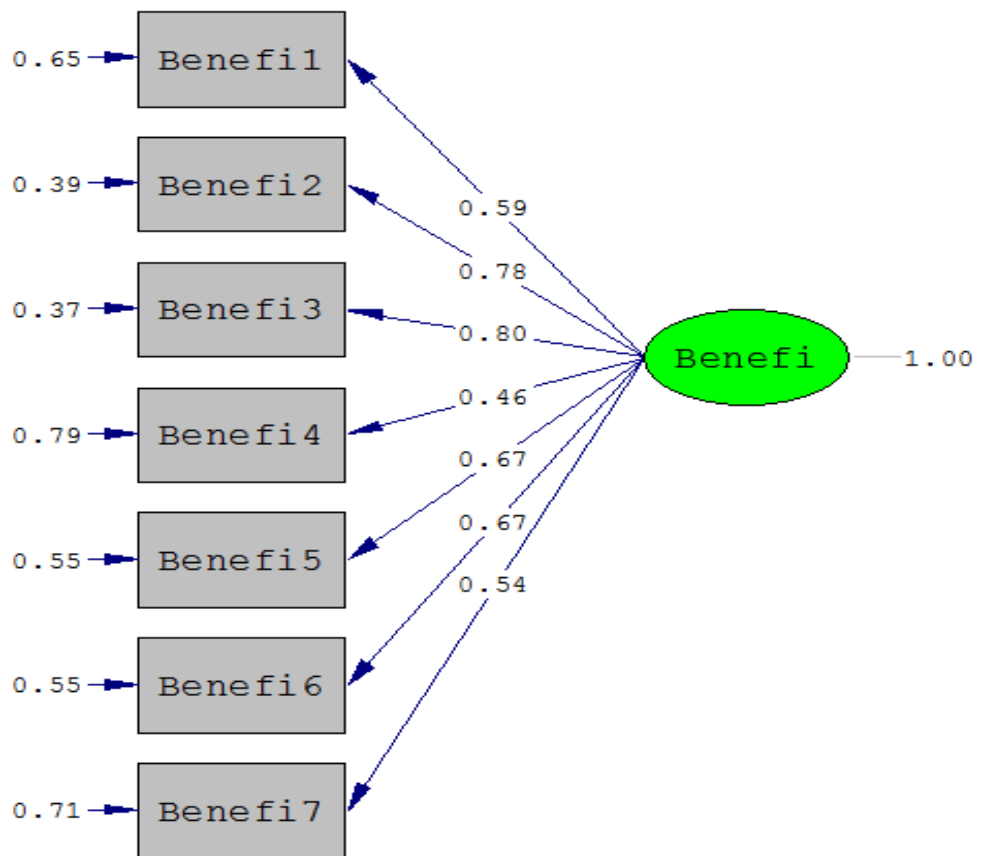 0.65 Benefi1
0.39 Benefi2
0.59
0.78
0.37 Benefi3
0.80
Benefi 1.00
0.46
0.79 Benefi4
0.67
0.67
0.55 Benefi5
0.54
0.55 Benefi6
0.71 Benefi7